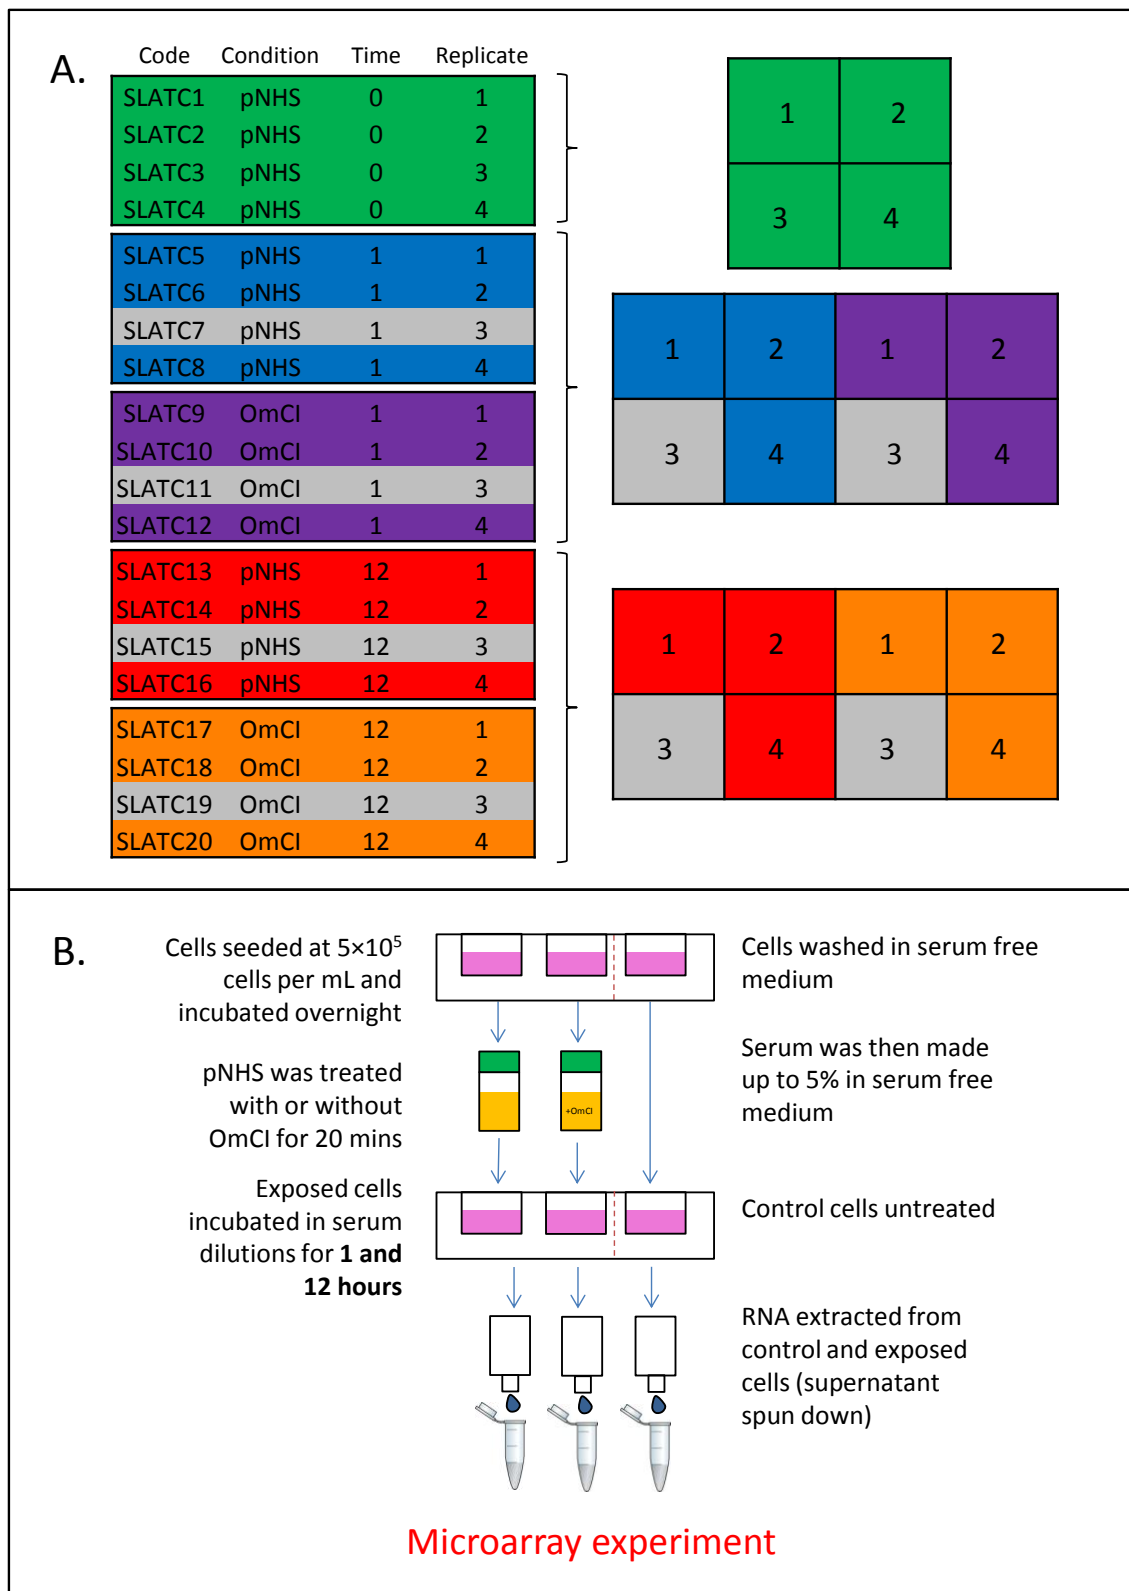 A.
Code Condition Time Replicate
SLATC1 pNHS 0 1
SLATC2 pNHS 0 2
SLATC3 pNHS 0 3
SLATC4 pNHS 0 4
SLATC5 pNHS 1 1
SLATC6 pNHS 1 2
SLATC7 pNHS 1 3
SLATC8 pNHS 1 4
SLATC9 OmCI 1 1
SLATC10 OmCI 1 2
SLATC11 OmCI 1 3
SLATC12 OmCI 1 4
SLATC13 pNHS 12 1
SLATC14 pNHS 12 2
SLATC15 pNHS 12 3
SLATC16 pNHS 12 4
SLATC17 OmCI 12 1
SLATC18 OmCI 12 2
SLATC19 OmCI 12 3
SLATC20 OmCI 12 4
1 2
3 4
1 2 1 2
3 4 3 4
1 2 1 2
3 4 3 4
B.
Cells seeded at 5×10⁵
cells per mL and
incubated overnight
Cells washed in serum free
medium
pNHS was treated
with or without
OmCI for 20 mins
+OmCI
Serum was then made
up to 5% in serum free
medium
Exposed cells
incubated in serum
dilutions for 1 and
12 hours
Control cells untreated
RNA extracted from
control and exposed
cells (supernatant
spun down)
Microarray experiment